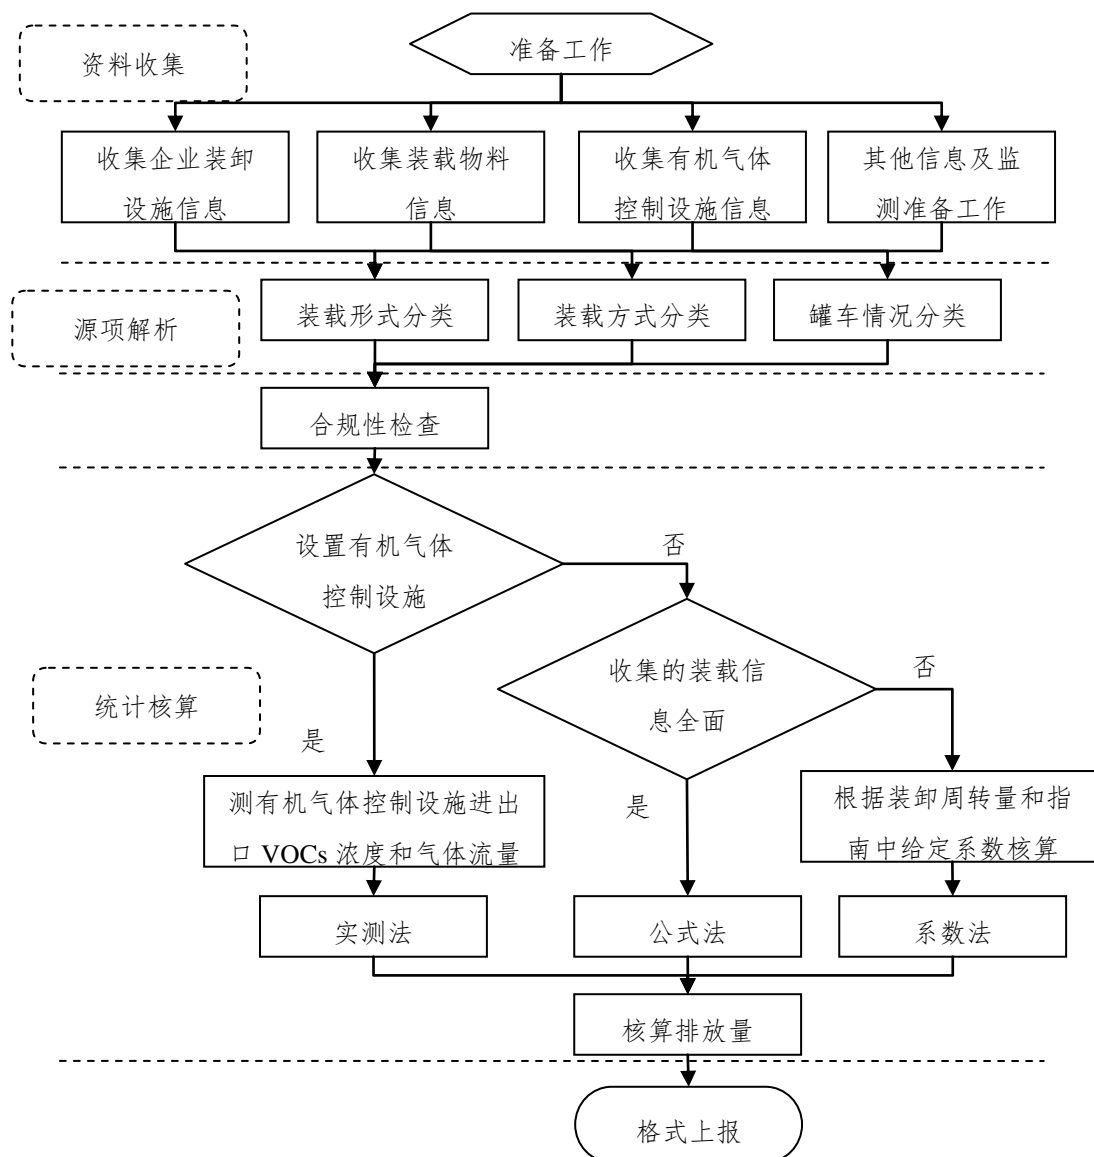 准备工作
资料收集
收集企业装卸
设施信息
收集装载物料
信息
收集有机气体
控制设施信息
其他信息及监
测准备工作
源项解析
装载形式分类
装载方式分类
罐车情况分类
合规性检查
设置有机气体
控制设施
否
收集的装载信
息全面
否
统计核算
是
测有机气体控制设施进出
口 VOCs 浓度和气体流量
是
根据装卸周转量和指
南中给定系数核算
实测法
公式法
系数法
核算排放量
格式上报